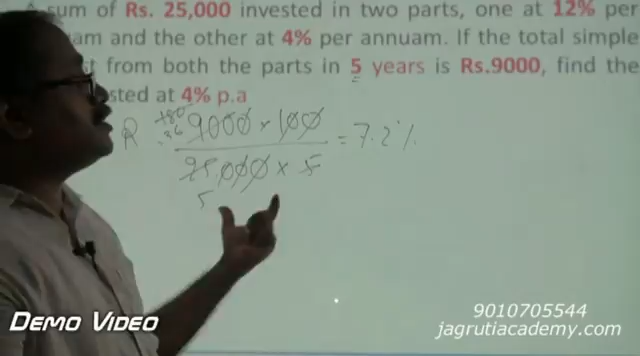 sum of Rs. 25,000 invested in two parts, one at 12% per
and the other at 4% per annuam. If the total simple
from both the parts in 5 years is Rs.9000, find the
at 4% p.a
R 9000 × 100 = 7.2%
25,000 × 5
5
9010705544
DEMO VIDEO
jagrutiacademy.com/